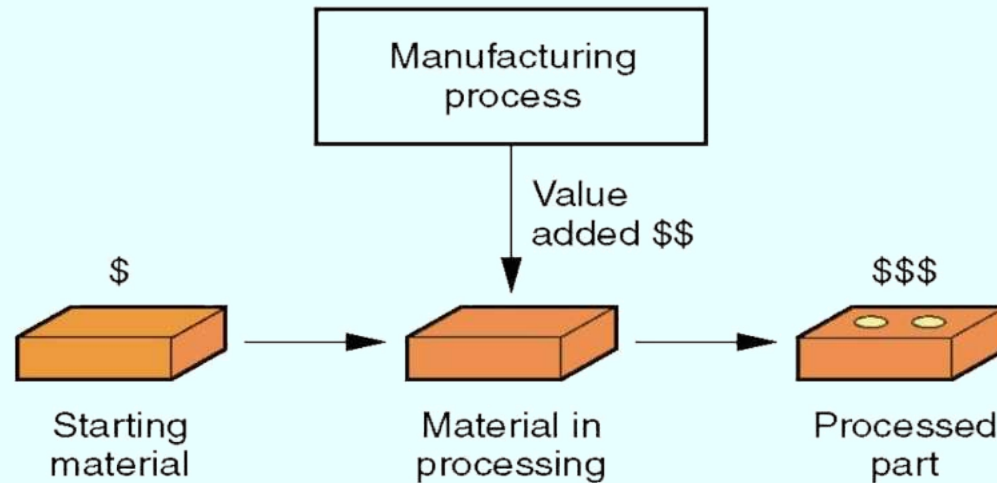 Manufacturing
process
Value
added $$
$
$$$
Starting
material
Material in
processing
Processed
part